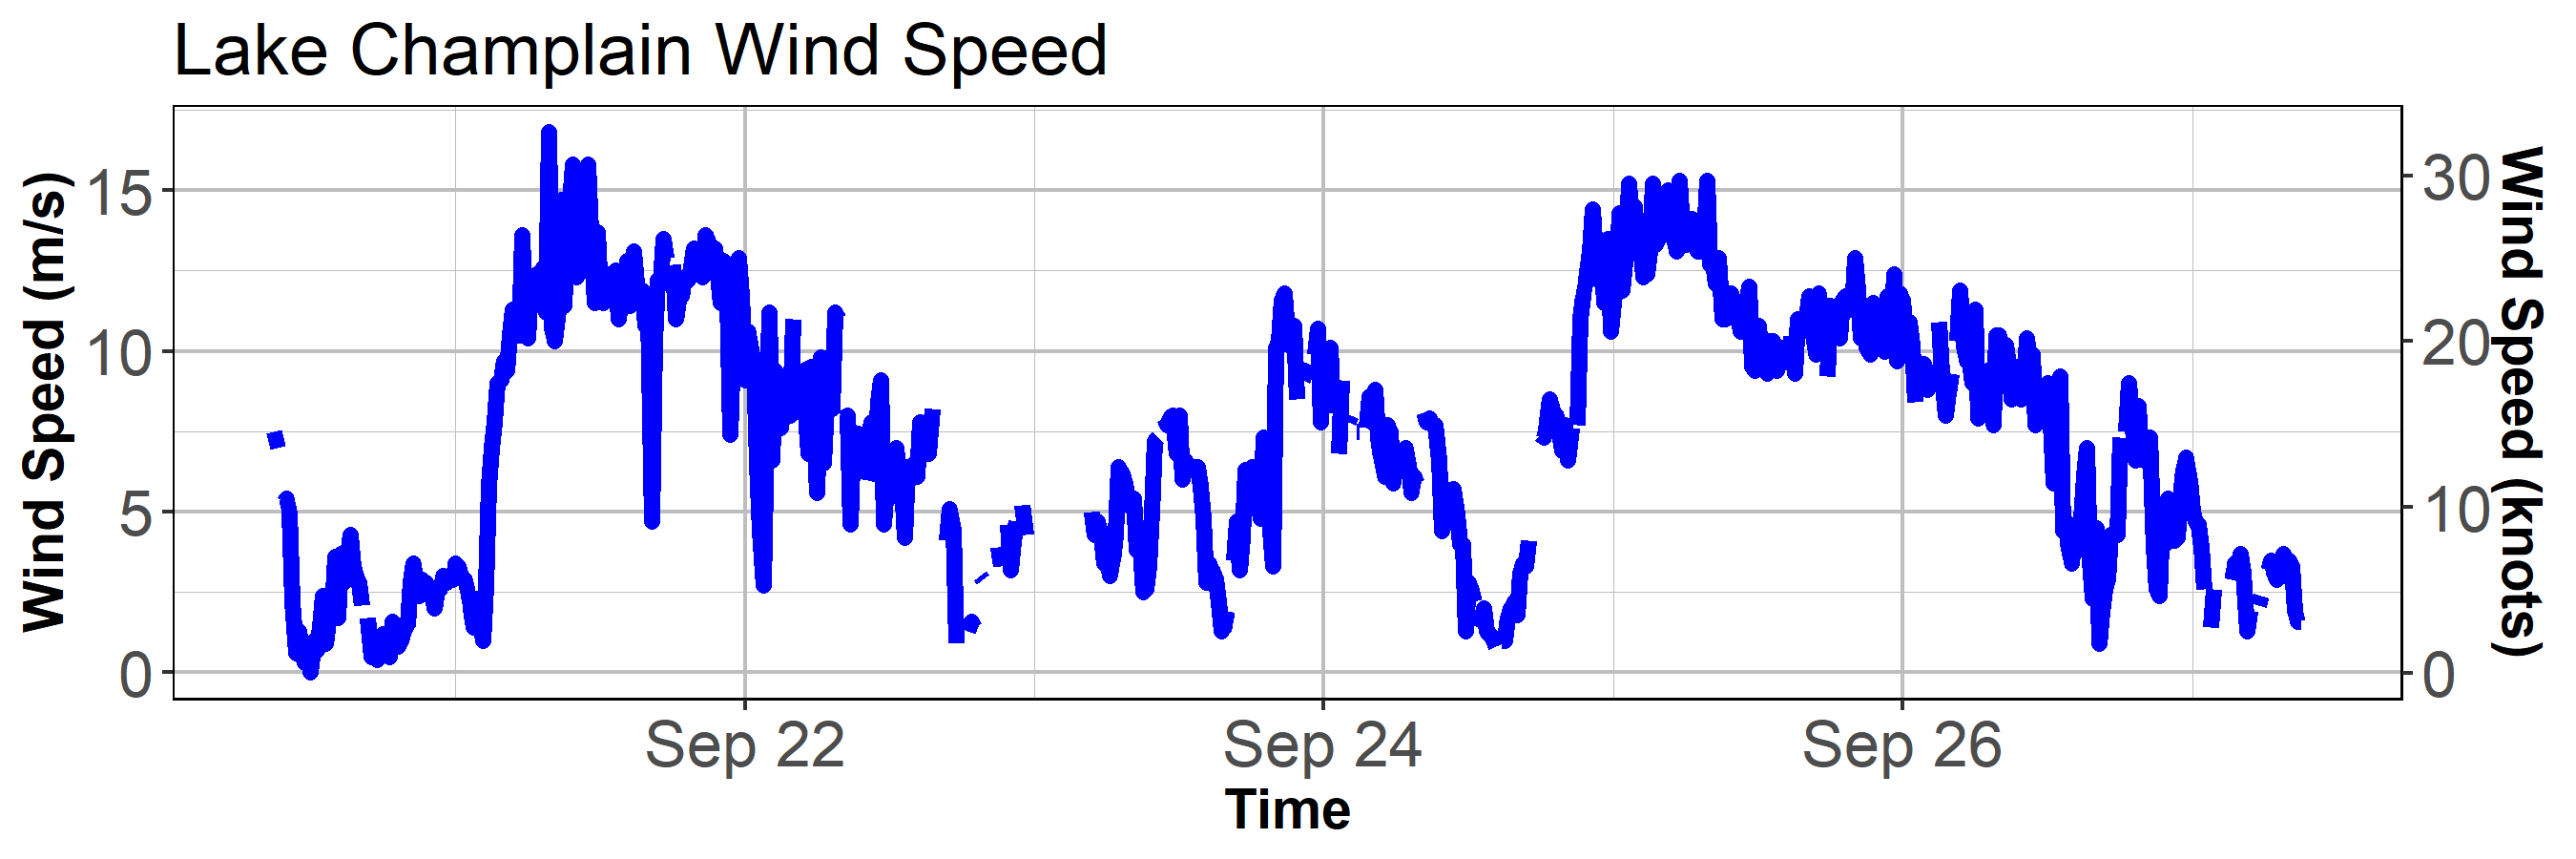 Lake Champlain Wind Speed
Wind Speed (m/s)
15
10
5
0
30
20
10
0
Wind Speed (knots)
Sep 22
Sep 24
Sep 26
Time